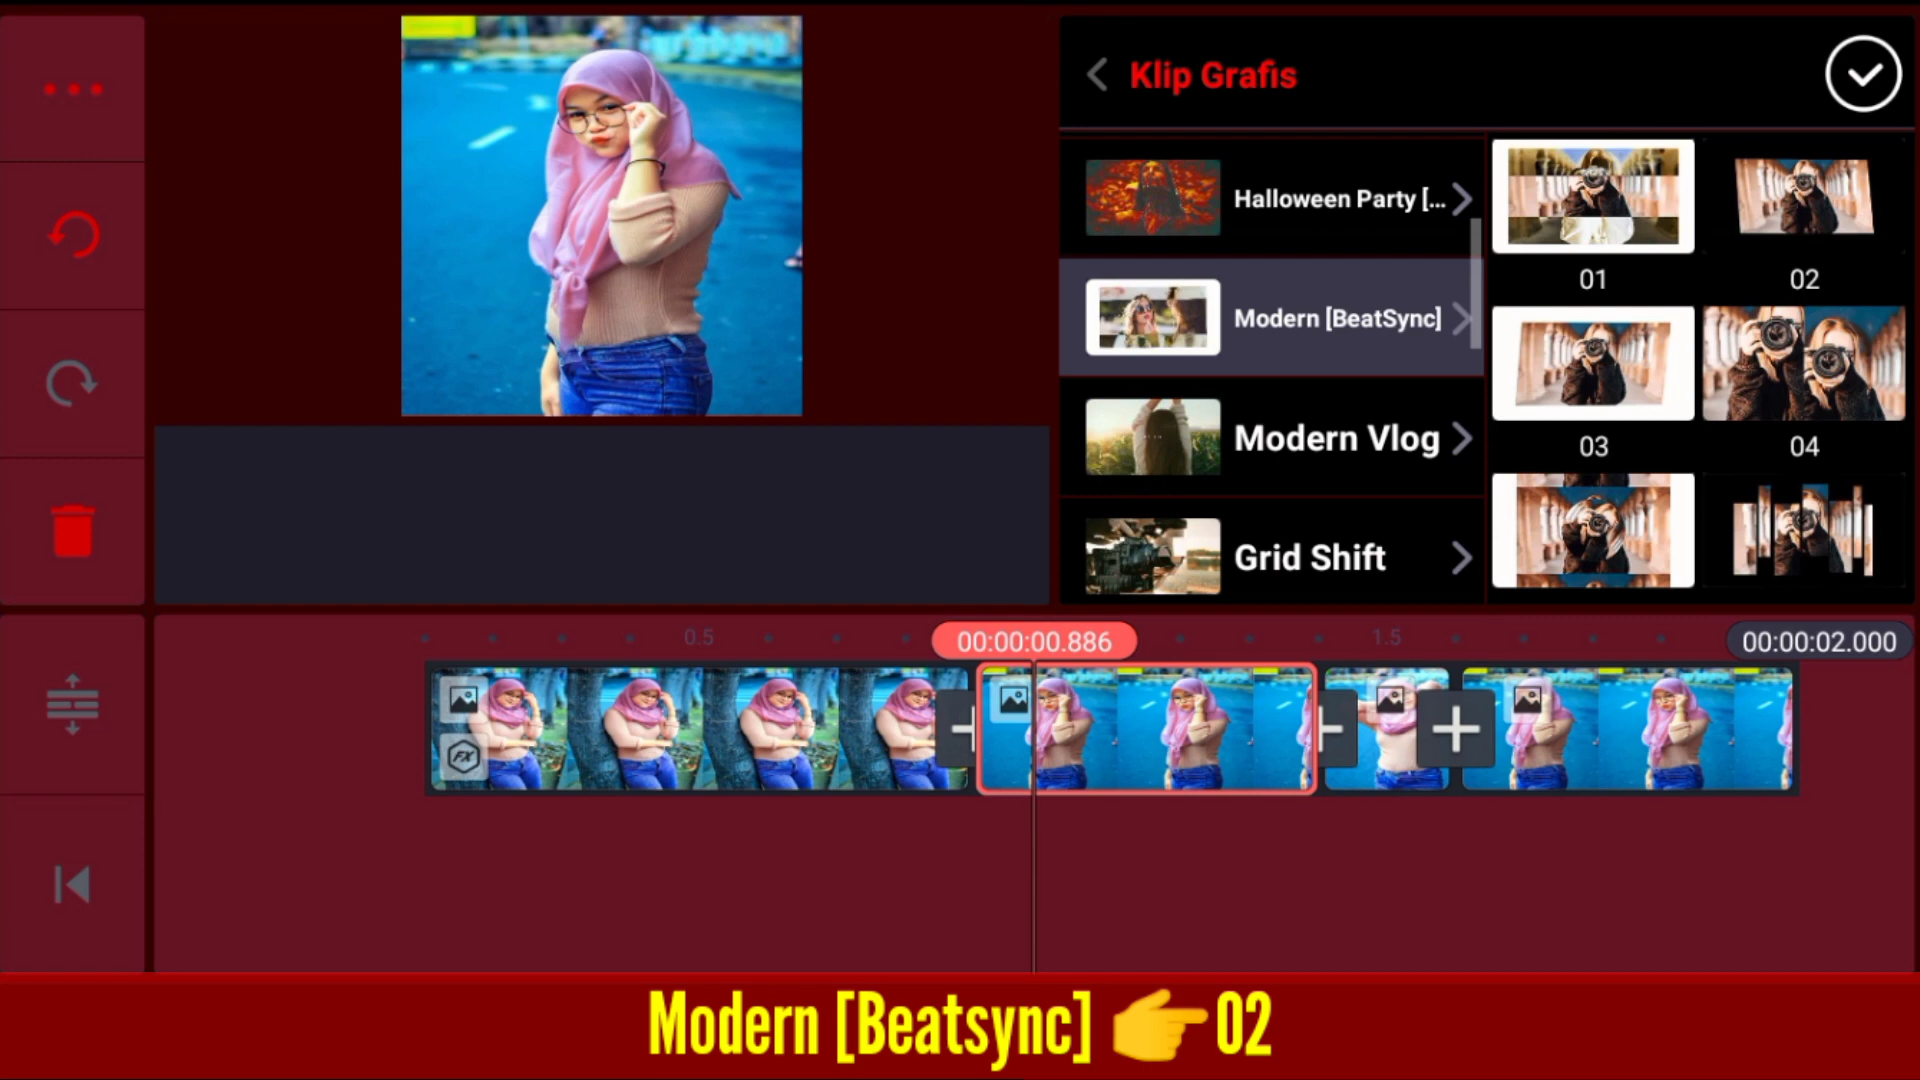 Klip Grafis
Halloween Party [...
Modern [BeatSync]
Modern Vlog
Grid Shift
01
02
03
04
0.5
00:00:00.886
1.5
00:00:02.000
FX
Modern [Beatsync] 👉02